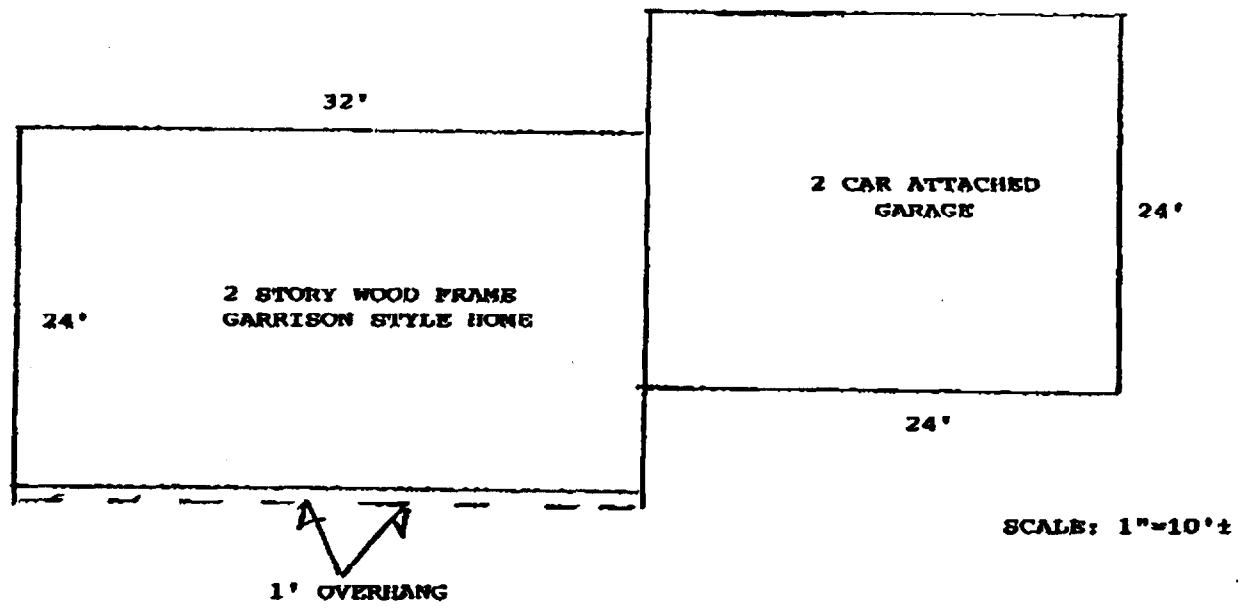 32'
2 CAR ATTACHED
GARAGE
24'
2 STORY WOOD FRAME
GARRISON STYLE HOME
24'
24'
SCALE: 1"=10'±
1' OVERHANG